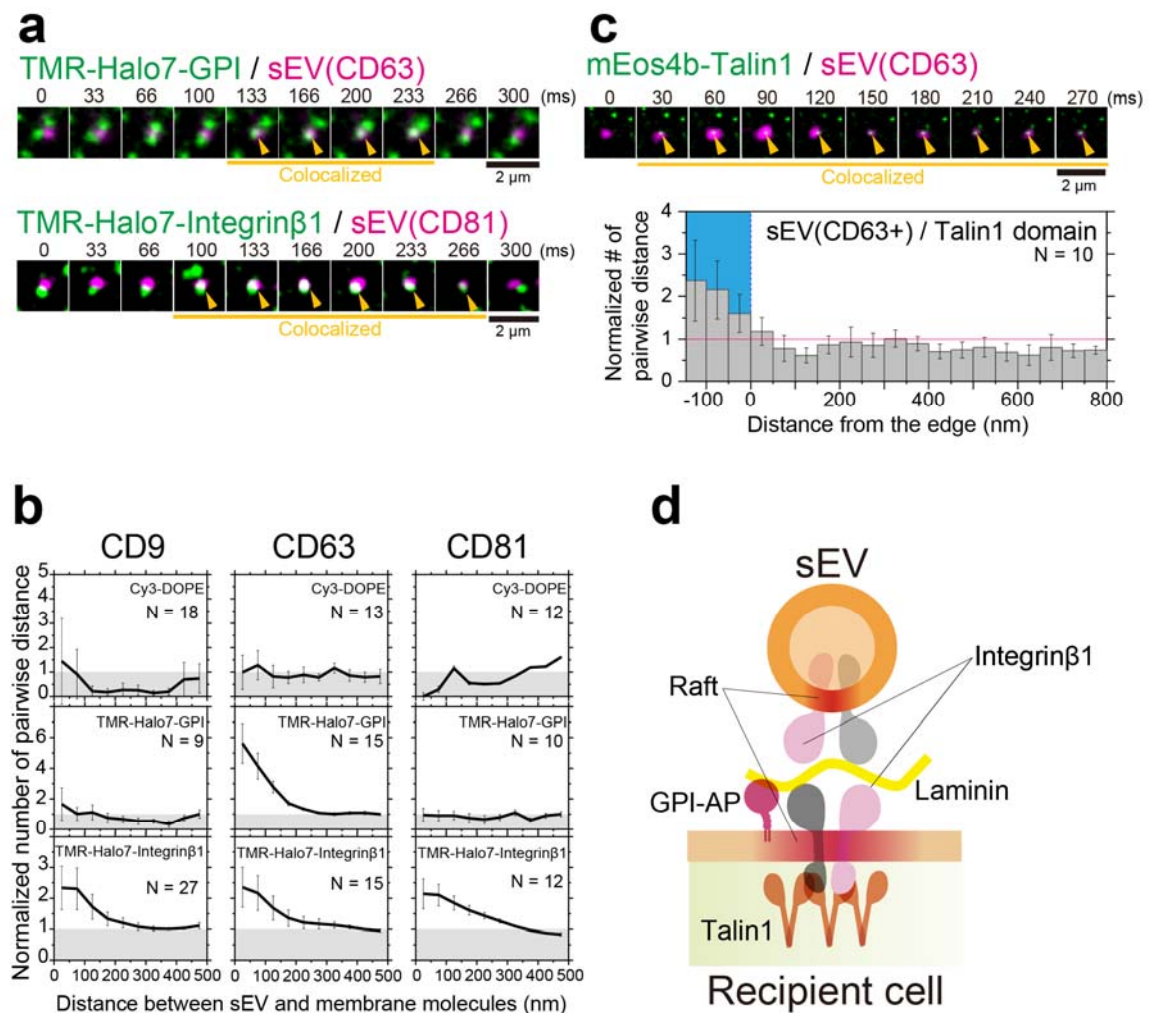 a
TMR-Halo7-GPI / sEV(CD63)
0 33 66 100 133 166 200 233 266 300 (ms)
Colocalized
2 μm
TMR-Halo7-Integrinβ1 / sEV(CD81)
0 33 66 100 133 166 200 233 266 300 (ms)
Colocalized
2 μm
c
mEos4b-Talin1 / sEV(CD63)
0 30 60 90 120 150 180 210 240 270 (ms)
Colocalized
2 μm
4
3
2
1
0
Normalized # of
pairwise distance
sEV(CD63+) / Talin1 domain
N = 10
-100 0 200 400 600 800
Distance from the edge (nm)
b
CD9 CD63 CD81
Normalized number of pairwise distance
5
4
3
2
1
0
Cy3-DOPE
N = 18
Cy3-DOPE
N = 13
Cy3-DOPE
N = 12
6
4
2
0
TMR-Halo7-GPI
N = 9
TMR-Halo7-GPI
N = 15
TMR-Halo7-GPI
N = 10
3
2
1
0
TMR-Halo7-Integrinβ1
N = 27
TMR-Halo7-Integrinβ1
N = 15
TMR-Halo7-Integrinβ1
N = 12
0 100 200 300 400 500
0 100 200 300 400 500
0 100 200 300 400 500
Distance between sEV and membrane molecules (nm)
d
sEV
Integrinβ1
Raft
Laminin
GPI-AP
Talin1
Recipient cell